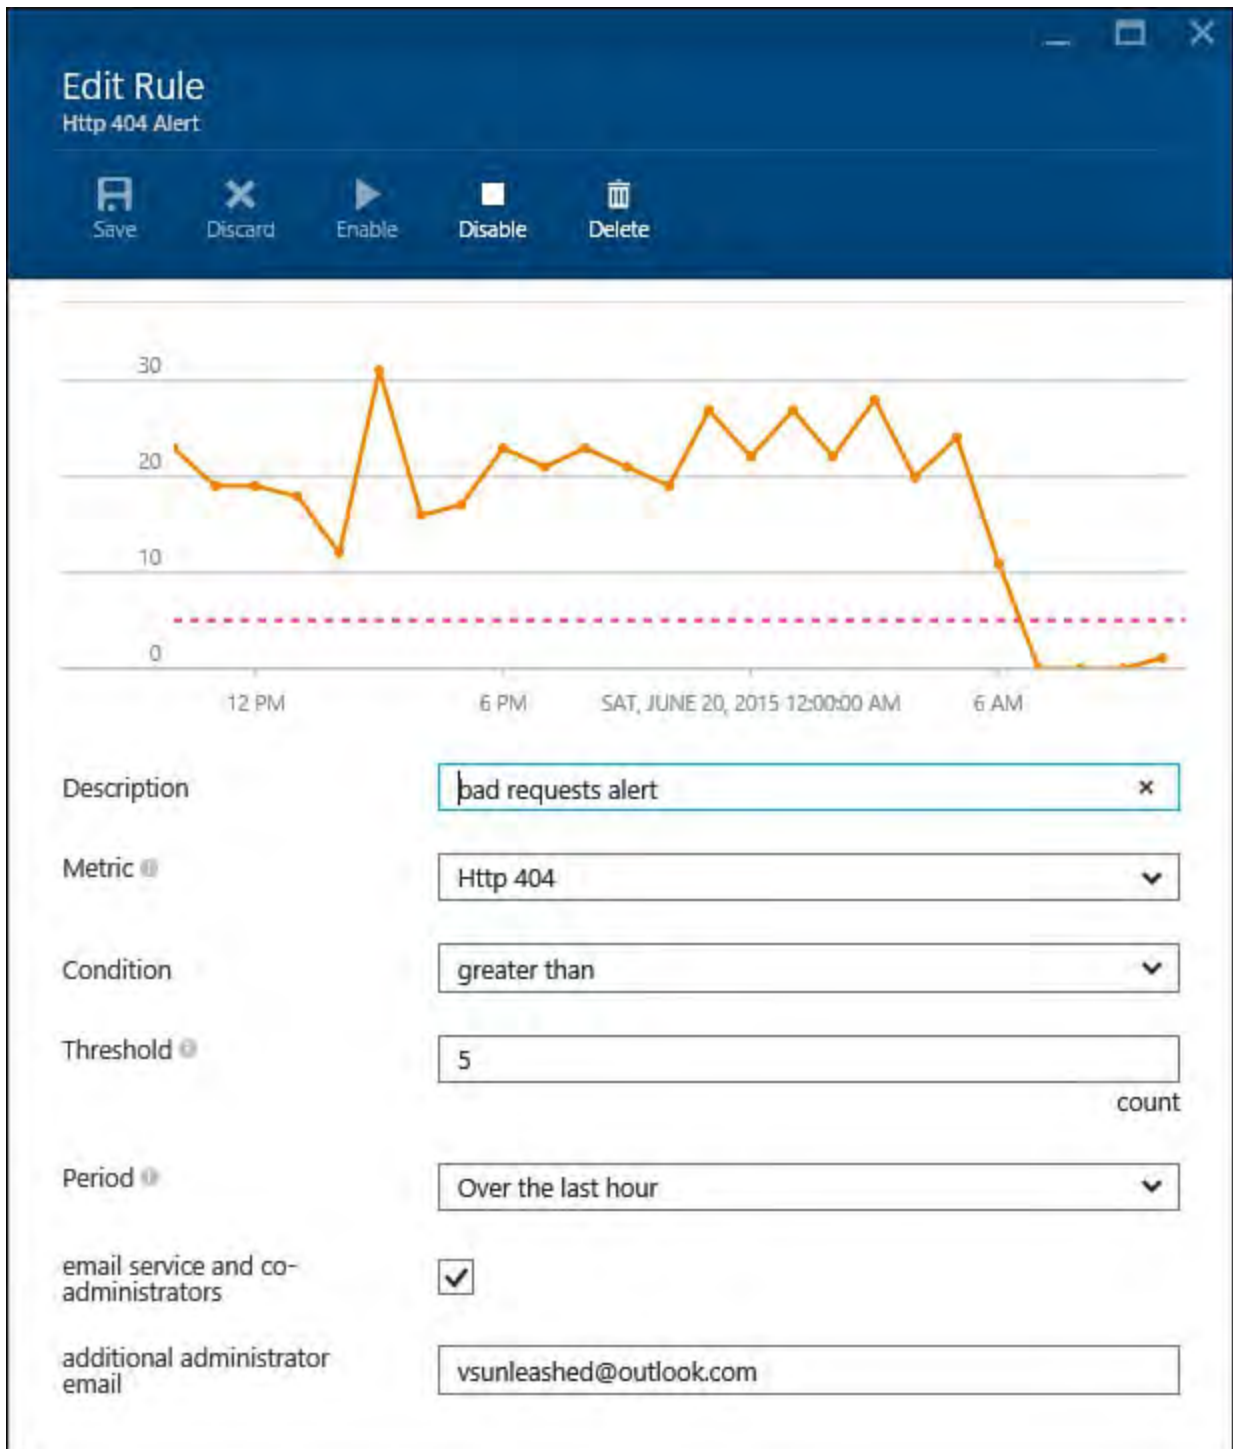 Edit Rule
Http 404 Alert
Save Discard Enable Disable Delete
30
20
10
0
12 PM 6 PM SAT, JUNE 20, 2015 12:00:00 AM 6 AM
Description bad requests alert
Metric Http 404
Condition greater than
Threshold 5
count
Period Over the last hour
email service and co-
administrators
additional administrator
email vsunleashed@outlook.com